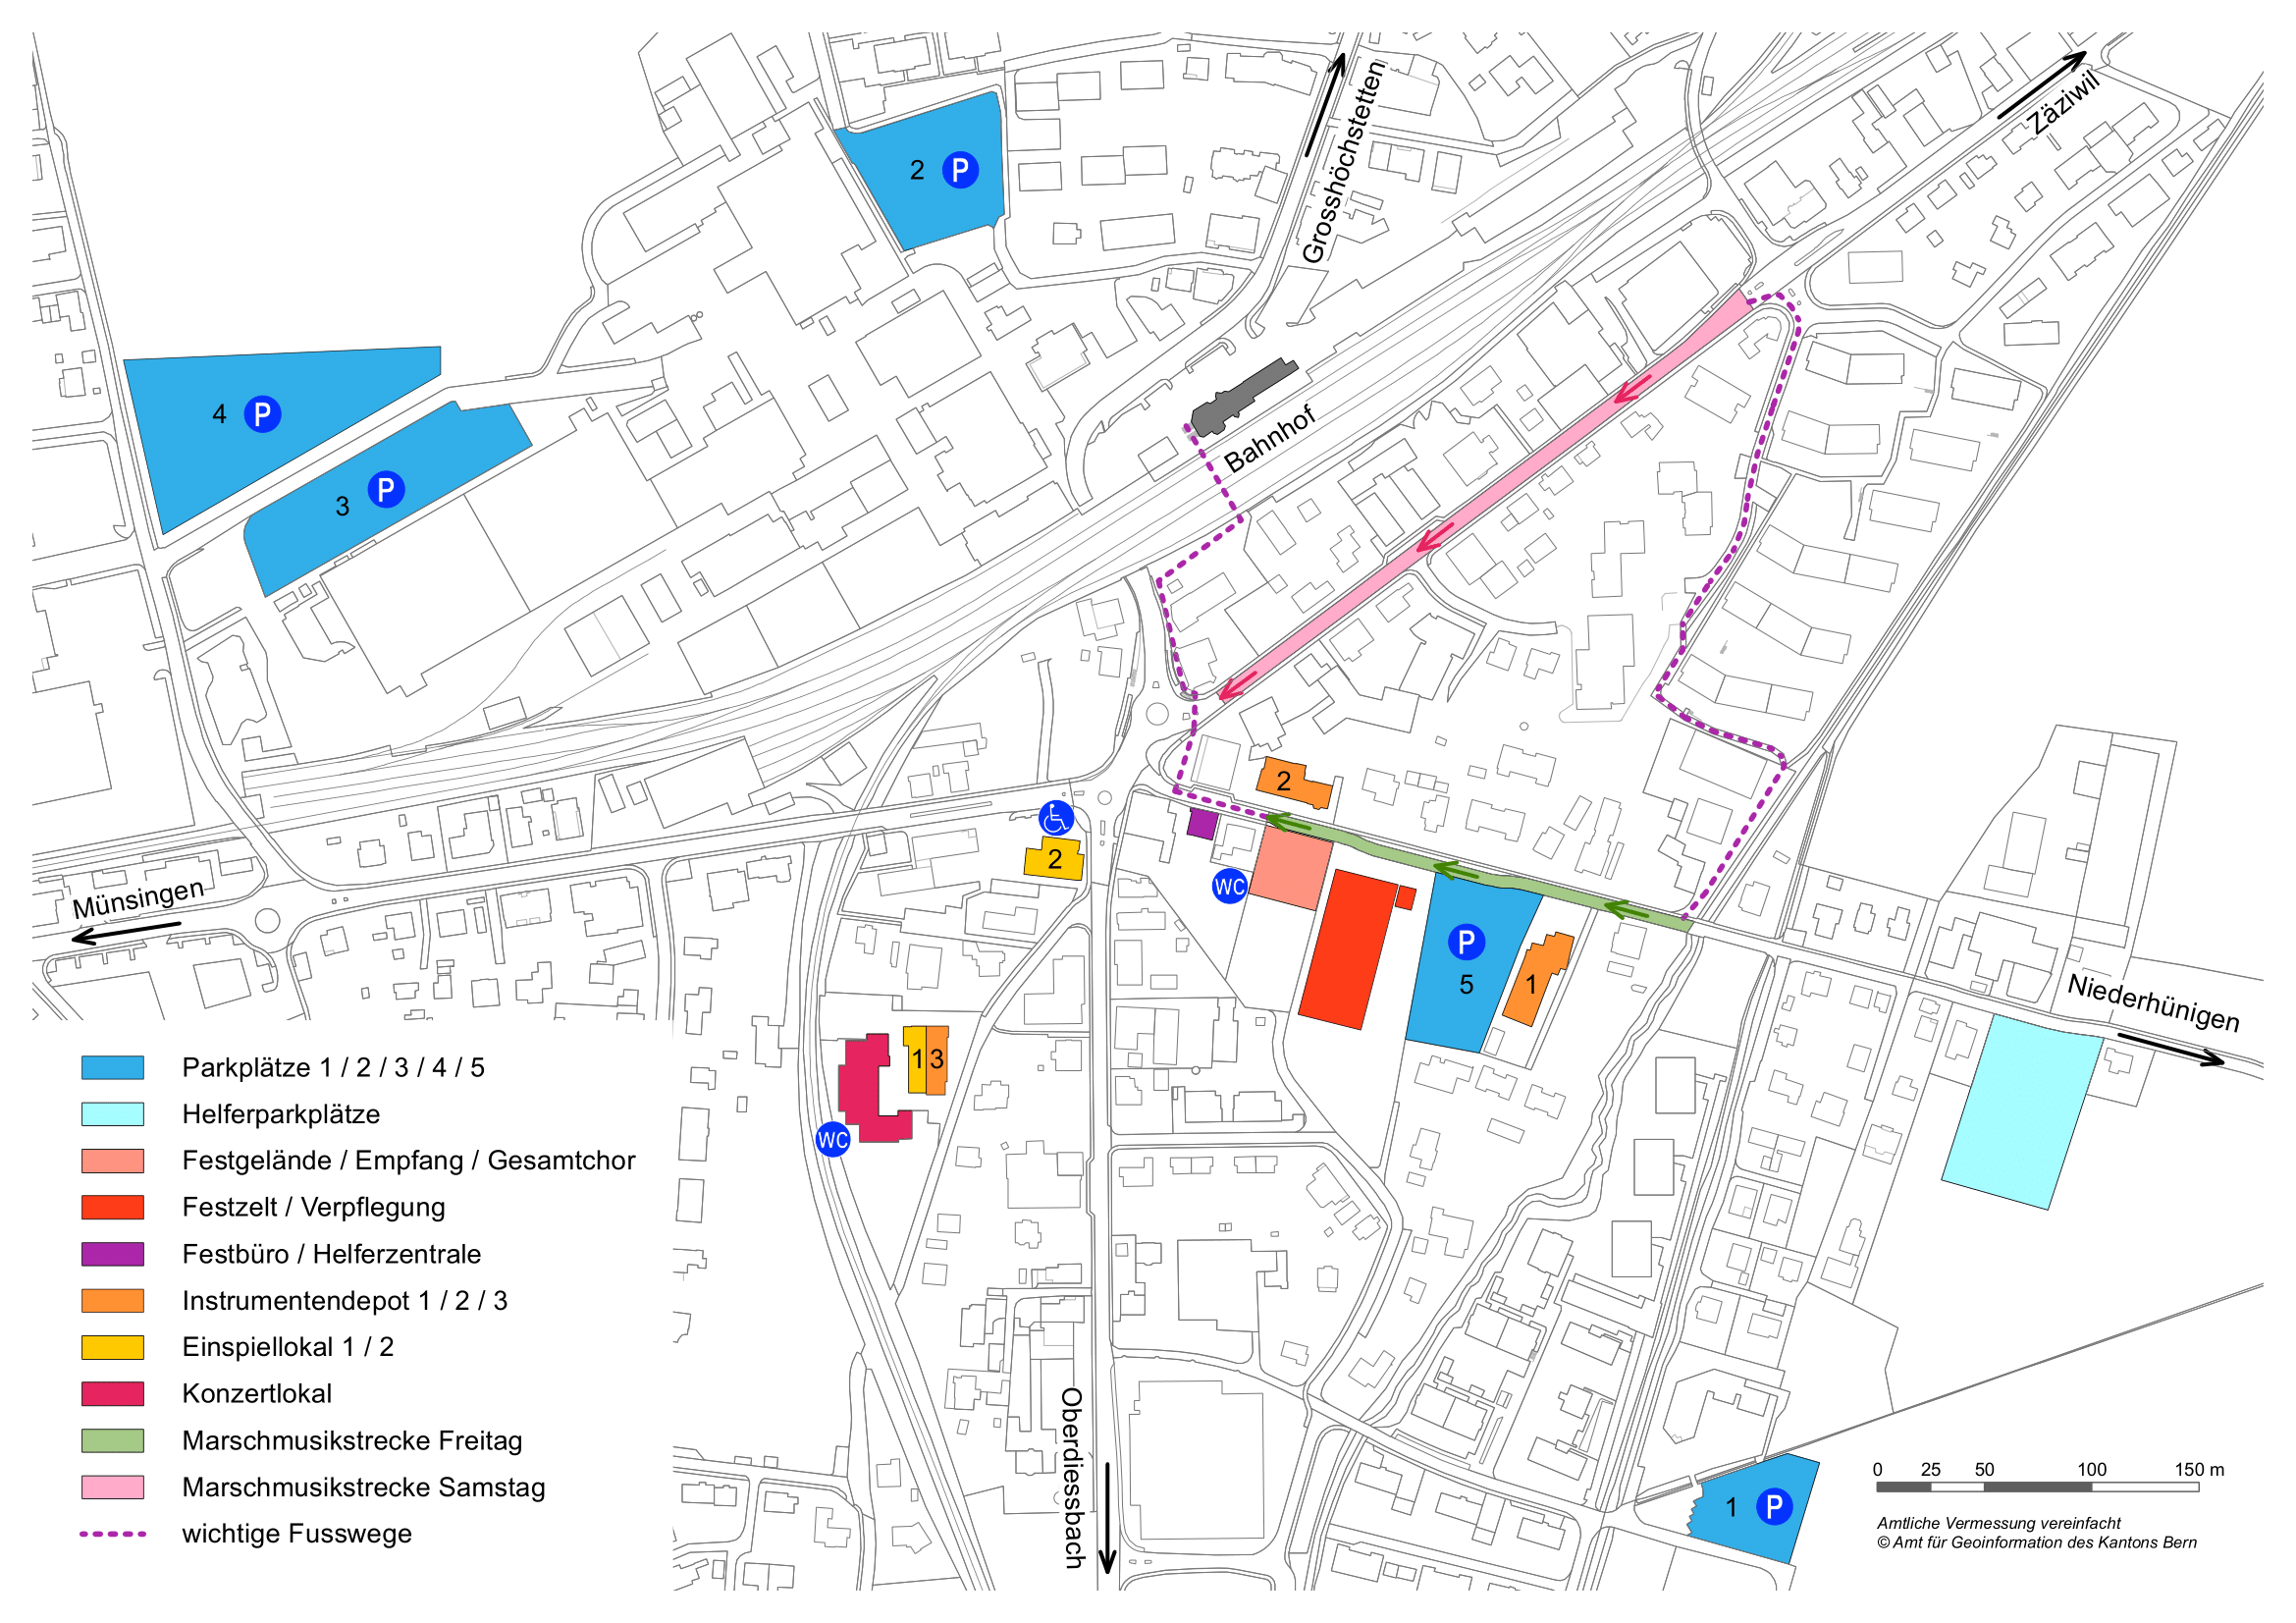 Grosshöchstetten
Zäziwil
2 P
4 P
3 P
Bahnhof
2
2
WC
Münsingen
P
5
1
Niederhünigen
1 3
WC
Parkplätze 1 / 2 / 3 / 4 / 5
Helferparkplätze
Festgelände / Empfang / Gesamtchor
Festzelt / Verpflegung
Festbüro / Helferzentrale
Instrumentendepot 1 / 2 / 3
Einspiellokal 1 / 2
Konzertlokal
Marschmusikstrecke Freitag
Marschmusikstrecke Samstag
wichtige Fusswege
Oberdiessbach
1 P
0 25 50 100 150 m
Amtliche Vermessung vereinfacht
© Amt für Geoinformation des Kantons Bern